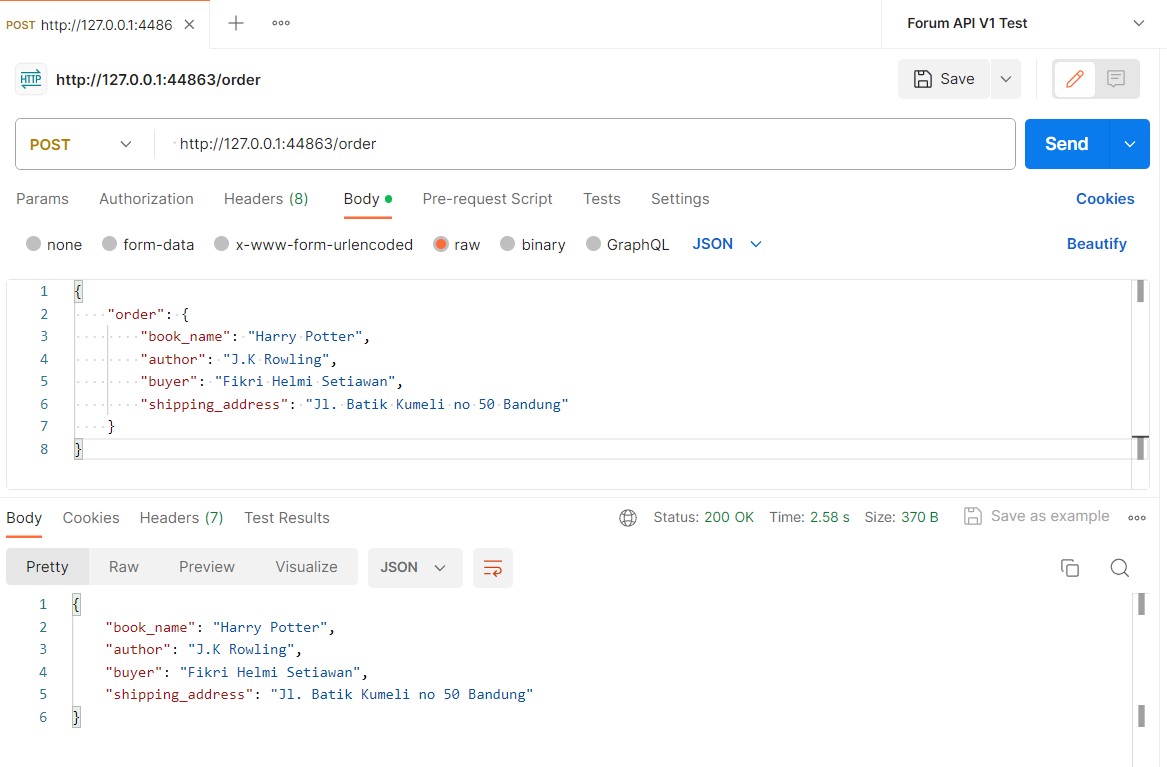 POST http://127.0.0.1:4486
Forum API V1 Test
HTTP http://127.0.0.1:44863/order
Save
POST http://127.0.0.1:44863/order
Send
Params Authorization Headers (8) Body Pre-request Script Tests Settings Cookies
none form-data x-www-form-urlencoded raw binary GraphQL JSON Beautify
1 {
2 "order": {
3 "book_name": "Harry Potter",
4 "author": "J.K Rowling",
5 "buyer": "Fikri Helmi Setiawan",
6 "shipping_address": "Jl. Batik Kumeli no 50 Bandung"
7 }
8 }
Body Cookies Headers (7) Test Results Status: 200 OK Time: 2.58 s Size: 370 B Save as example
Pretty Raw Preview Visualize JSON
1 {
2 "book_name": "Harry Potter",
3 "author": "J.K Rowling",
4 "buyer": "Fikri Helmi Setiawan",
5 "shipping_address": "Jl. Batik Kumeli no 50 Bandung"
6 }